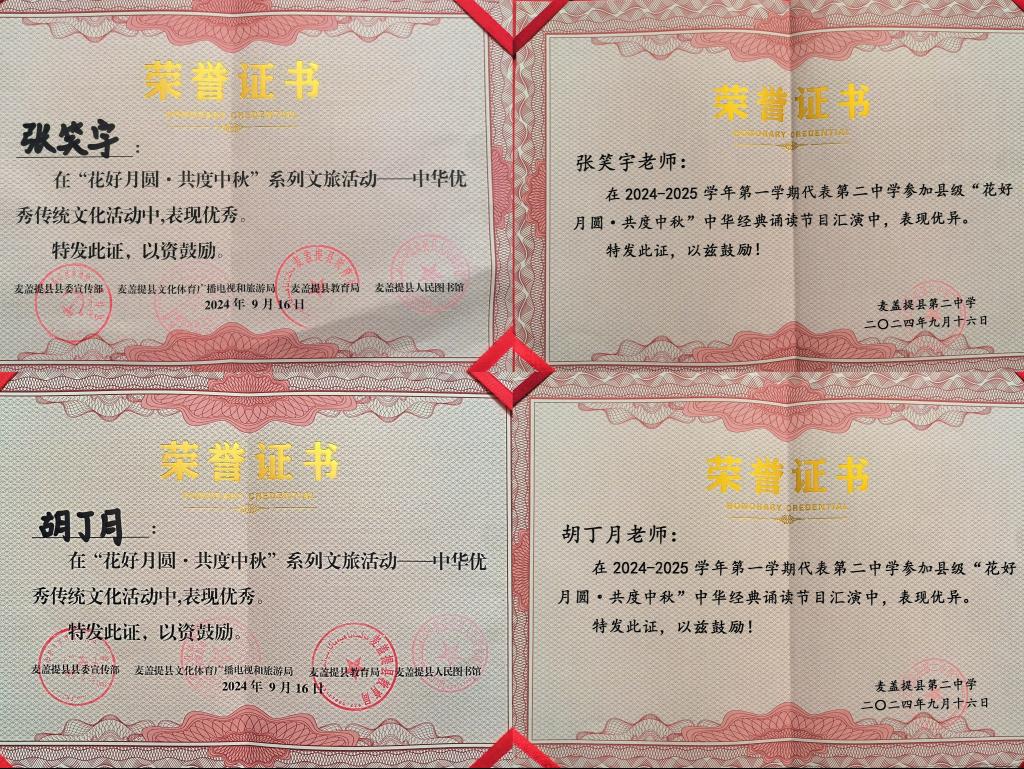 荣誉证书
HONORARY CREDENTIAL
张笑宇：
在“花好月圆·共度中秋”系列文旅活动——中华优
秀传统文化活动中,表现优秀。
特发此证，以资鼓励。
麦盖提县县委宣传部 麦盖提县文化体育广播电视和旅游局 麦盖提县教育局 麦盖提县人民图书馆
2024 年 9 月 16 日
荣誉证书
HONORARY CREDENTIAL
张笑宇老师：
在 2024-2025 学年第一学期代表第二中学参加县级“花好
月圆·共度中秋”中华经典诵读节目汇演中，表现优异。
特发此证，以兹鼓励！
麦盖提县第二中学
二〇二四年九月十六日
荣誉证书
HONORARY CREDENTIAL
胡丁月：
在“花好月圆·共度中秋”系列文旅活动——中华优
秀传统文化活动中,表现优秀。
特发此证，以资鼓励。
麦盖提县县委宣传部 麦盖提县文化体育广播电视和旅游局 麦盖提县教育局 麦盖提县人民图书馆
2024 年 9 月 16 日
荣誉证书
HONORARY CREDENTIAL
胡丁月老师：
在 2024-2025 学年第一学期代表第二中学参加县级“花好
月圆·共度中秋”中华经典诵读节目汇演中，表现优异。
特发此证，以兹鼓励！
麦盖提县第二中学
二〇二四年九月十六日